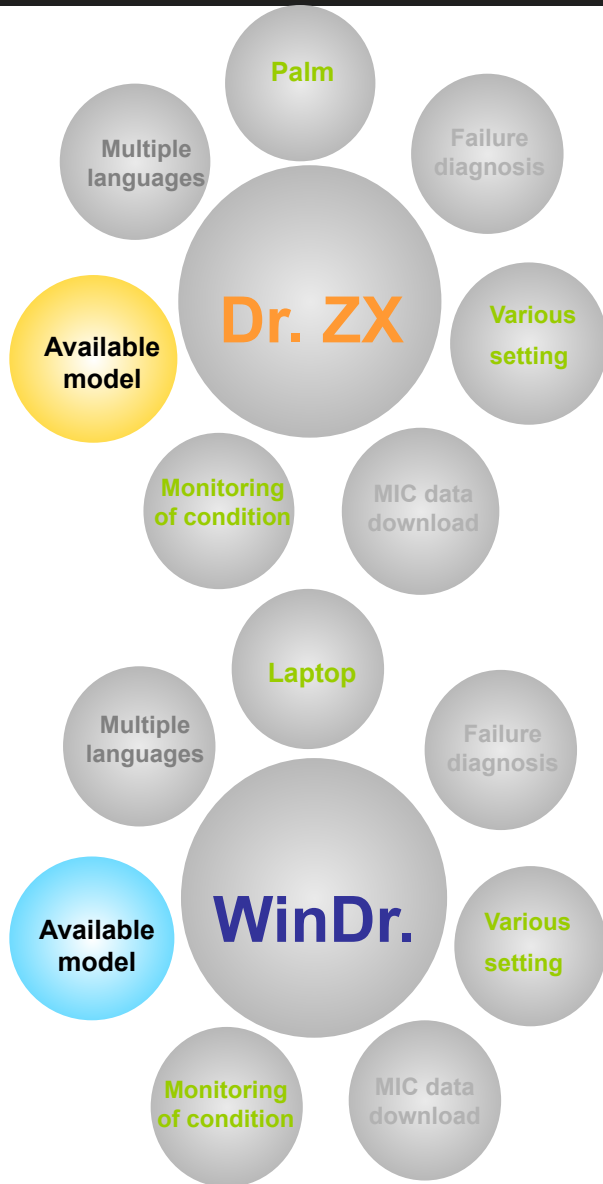 Palm
Multiple
languages
Failure
diagnosis
Dr. ZX
Available
model
Various
setting
Monitoring
of condition
MIC data
download
Laptop
Multiple
languages
Failure
diagnosis
WinDr.
Available
model
Various
setting
Monitoring
of condition
MIC data
download